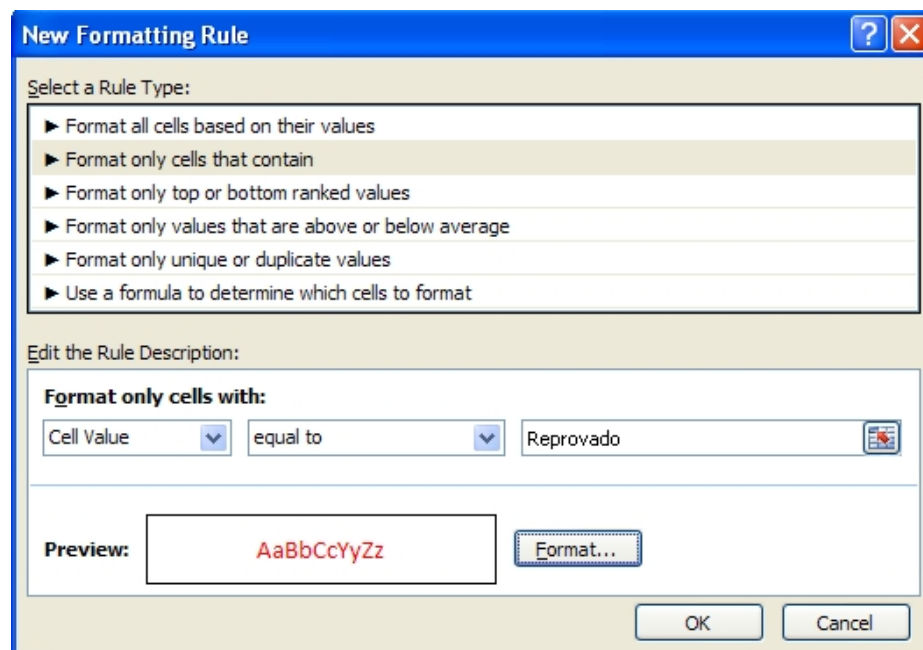 New Formatting Rule
Select a Rule Type:
► Format all cells based on their values
► Format only cells that contain
► Format only top or bottom ranked values
► Format only values that are above or below average
► Format only unique or duplicate values
► Use a formula to determine which cells to format
Edit the Rule Description:
Format only cells with:
Cell Value equal to Reprovado
Preview: AaBbCcYyZz Format...
OK Cancel